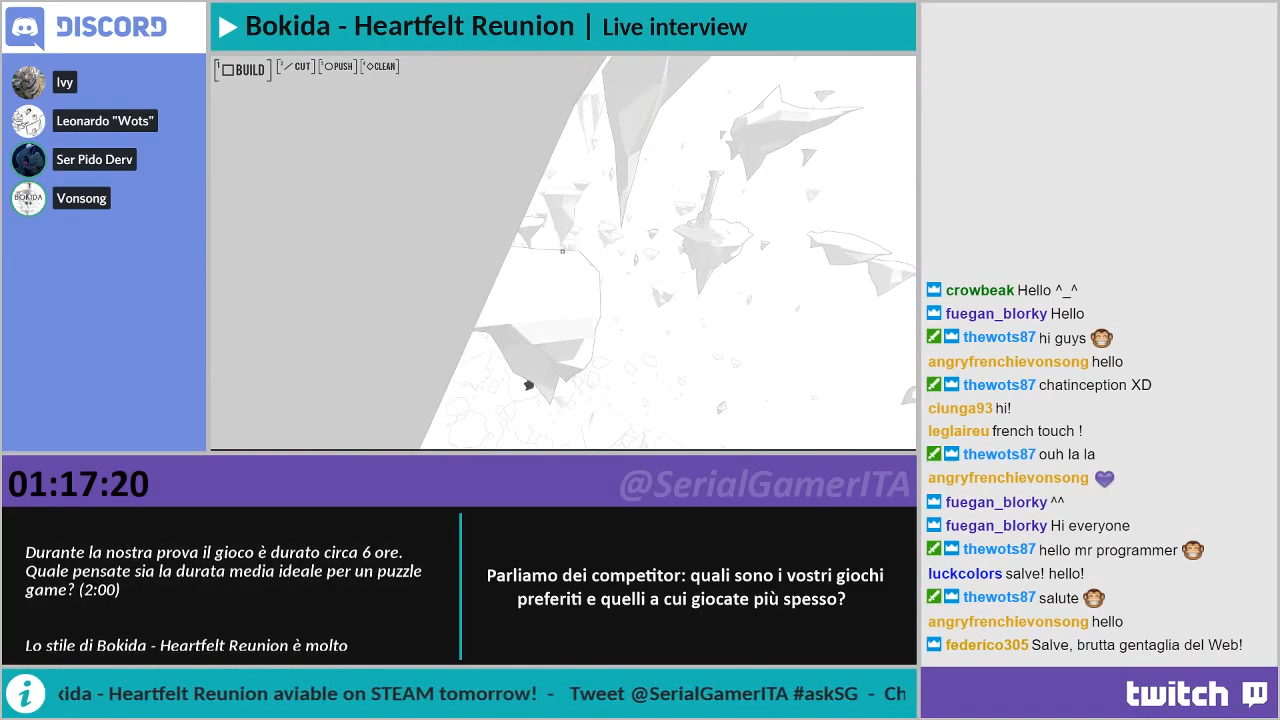 DISCORD
Ivy
Leonardo "Wots"
Ser Pido Derv
BOKIDA
Vonsong
Bokida - Heartfelt Reunion | Live interview
1 BUILD 2 CUT 3 PUSH 4 CLEAN
crowbeak Hello ^_^
fuegan_blorky Hello
thewots87 hi guys
angryfrenchievonsong hello
thewots87 chatinception XD
clunga93 hi!
leglaireu french touch !
thewots87 ouh la la
angryfrenchievonsong
fuegan_blorky ^^
fuegan_blorky Hi everyone
thewots87 hello mr programmer
luckcolors salve! hello!
thewots87 salute
angryfrenchievonsong hello
federico305 Salve, brutta gentaglia del Web!
01:17:20
@SerialGamerITA
Durante la nostra prova il gioco è durato circa 6 ore.
Quale pensate sia la durata media ideale per un puzzle
game? (2:00)
Lo stile di Bokida - Heartfelt Reunion è molto
Parliamo dei competitor: quali sono i vostri giochi
preferiti e quelli a cui giocate più spesso?
kida - Heartfelt Reunion aviable on STEAM tomorrow! - Tweet @SerialGamerITA #askSG - Ch
twitch